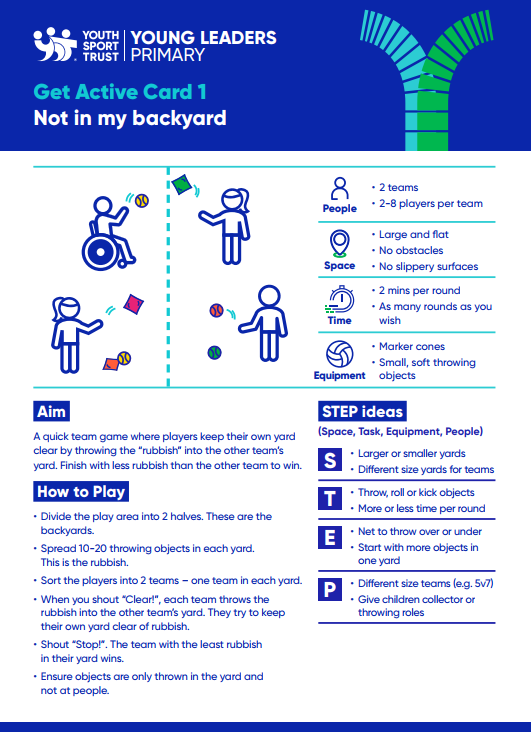 YOUTH
SPORT
TRUST
YOUNG LEADERS
PRIMARY
Get Active Card 1
Not in my backyard
People
• 2 teams
• 2-8 players per team
Space
• Large and flat
• No obstacles
• No slippery surfaces
Time
• 2 mins per round
• As many rounds as you
wish
Equipment
• Marker cones
• Small, soft throwing
objects
Aim
A quick team game where players keep their own yard
clear by throwing the “rubbish” into the other team’s
yard. Finish with less rubbish than the other team to win.
How to Play
• Divide the play area into 2 halves. These are the
backyards.
• Spread 10-20 throwing objects in each yard.
This is the rubbish.
• Sort the players into 2 teams – one team in each yard.
• When you shout “Clear!”, each team throws the
rubbish into the other team’s yard. They try to keep
their own yard clear of rubbish.
• Shout “Stop!”. The team with the least rubbish
in their yard wins.
• Ensure objects are only thrown in the yard and
not at people.
STEP ideas
(Space, Task, Equipment, People)
S
• Larger or smaller yards
• Different size yards for teams
T
• Throw, roll or kick objects
• More or less time per round
E
• Net to throw over or under
• Start with more objects in
one yard
P
• Different size teams (e.g. 5v7)
• Give children collector or
throwing roles